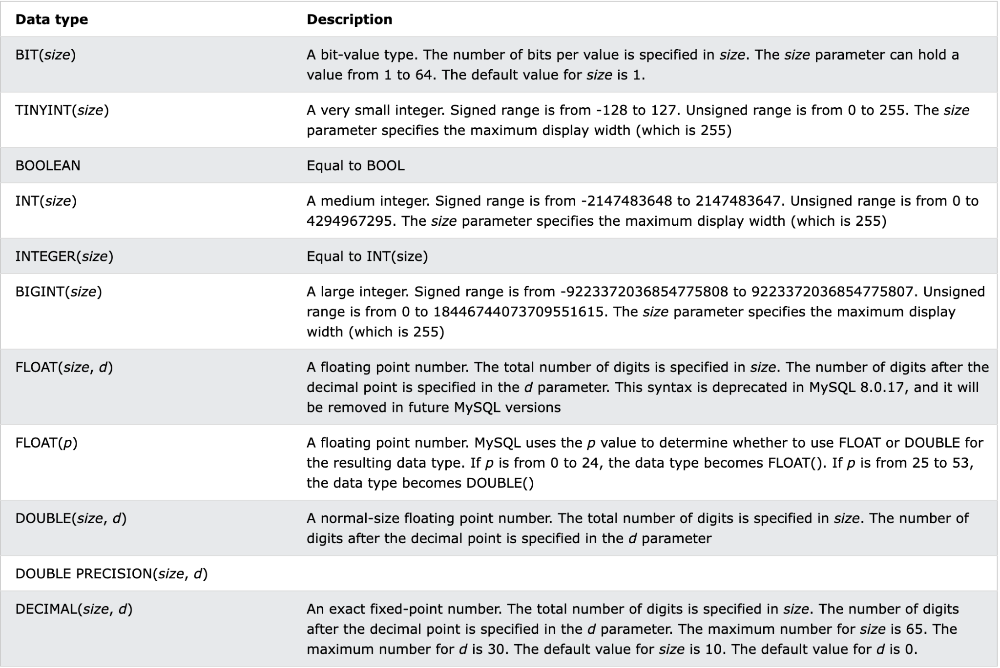 Data type Description
BIT(size) A bit-value type. The number of bits per value is specified in size. The size parameter can hold a
value from 1 to 64. The default value for size is 1.
TINYINT(size) A very small integer. Signed range is from -128 to 127. Unsigned range is from 0 to 255. The size
parameter specifies the maximum display width (which is 255)
BOOLEAN Equal to BOOL
INT(size) A medium integer. Signed range is from -2147483648 to 2147483647. Unsigned range is from 0 to
4294967295. The size parameter specifies the maximum display width (which is 255)
INTEGER(size) Equal to INT(size)
BIGINT(size) A large integer. Signed range is from -9223372036854775808 to 9223372036854775807. Unsigned
range is from 0 to 18446744073709551615. The size parameter specifies the maximum display
width (which is 255)
FLOAT(size, d) A floating point number. The total number of digits is specified in size. The number of digits after the
decimal point is specified in the d parameter. This syntax is deprecated in MySQL 8.0.17, and it will
be removed in future MySQL versions
FLOAT(p) A floating point number. MySQL uses the p value to determine whether to use FLOAT or DOUBLE for
the resulting data type. If p is from 0 to 24, the data type becomes FLOAT(). If p is from 25 to 53,
the data type becomes DOUBLE()
DOUBLE(size, d) A normal-size floating point number. The total number of digits is specified in size. The number of
digits after the decimal point is specified in the d parameter
DOUBLE PRECISION(size, d)
DECIMAL(size, d) An exact fixed-point number. The total number of digits is specified in size. The number of digits
after the decimal point is specified in the d parameter. The maximum number for size is 65. The
maximum number for d is 30. The default value for size is 10. The default value for d is 0.